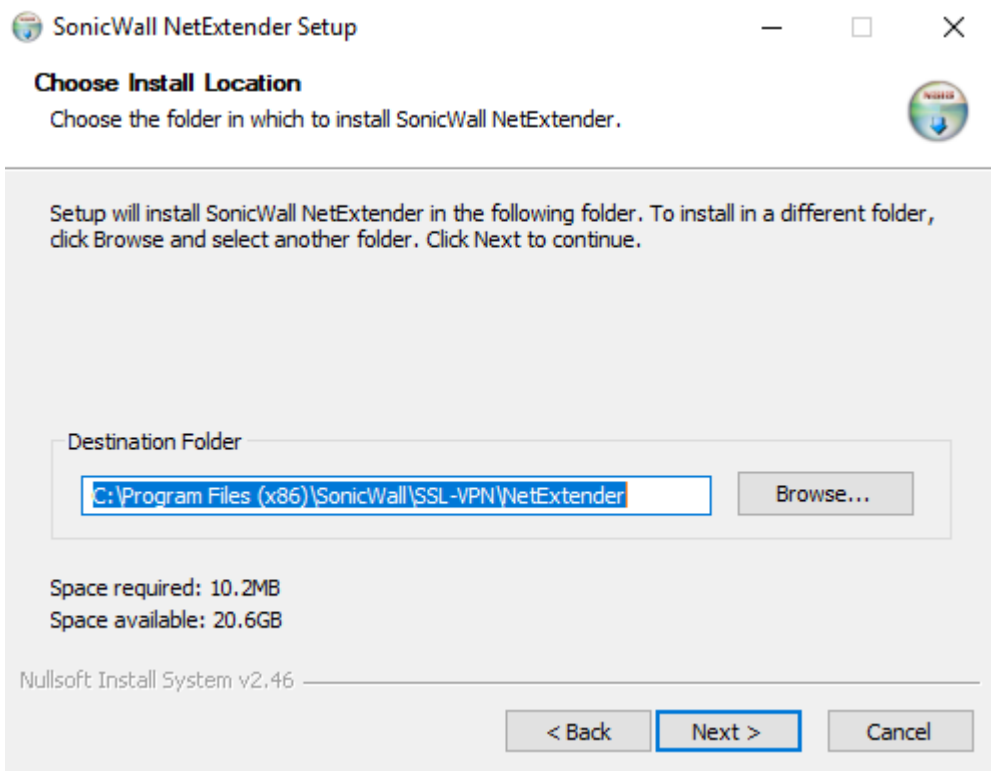 SonicWall NetExtender Setup
Choose Install Location
Choose the folder in which to install SonicWall NetExtender.
Setup will install SonicWall NetExtender in the following folder. To install in a different folder,
click Browse and select another folder. Click Next to continue.
Destination Folder
C:\Program Files (x86)\SonicWall\SSL-VPN\NetExtender
Browse...
Space required: 10.2MB
Space available: 20.6GB
Nullsoft Install System v2.46
< Back
Next >
Cancel